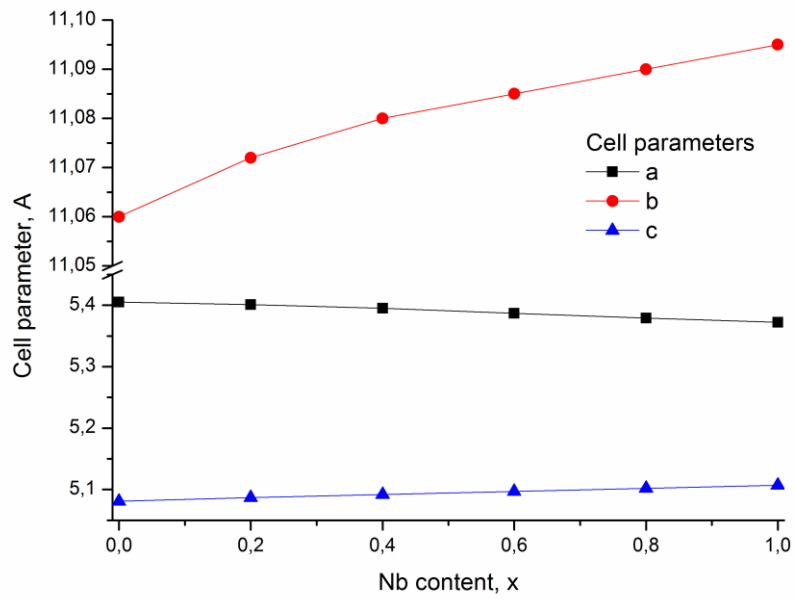 11,10
11,09
11,08
11,07
11,06
11,05
5,4
5,3
5,2
5,1
Cell parameter, A
Cell parameters
a
b
c
0,0 0,2 0,4 0,6 0,8 1,0
Nb content, x